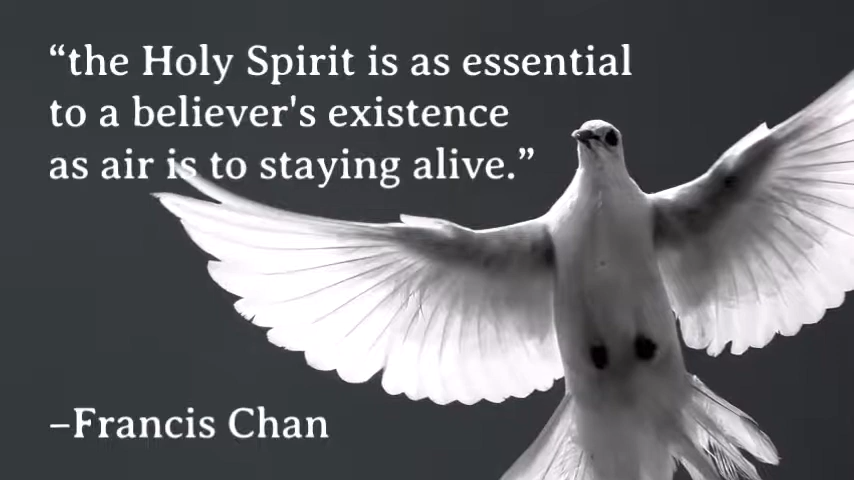 “the Holy Spirit is as essential
to a believer's existence
as air is to staying alive.”
–Francis Chan